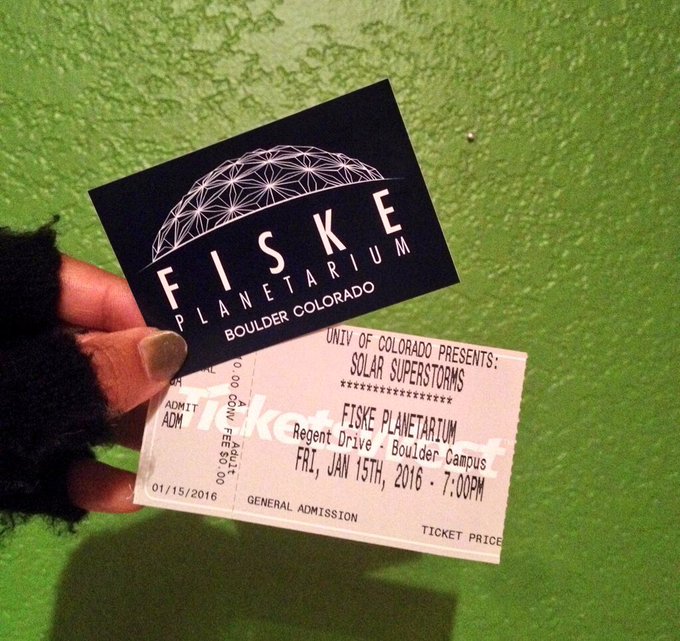 FISKE
PLANETARIUM
BOULDER COLORADO
UNIV OF COLORADO PRESENTS:
SOLAR SUPERSTORMS
*****************
FISKE PLANETARIUM
Regent Drive - Boulder Campus
FRI, JAN 15TH, 2016 - 7:00PM
GENERAL ADMISSION
TICKET PRICE
Adult
CONV FEE $0.00
ADMIT
ADM
01/15/2016